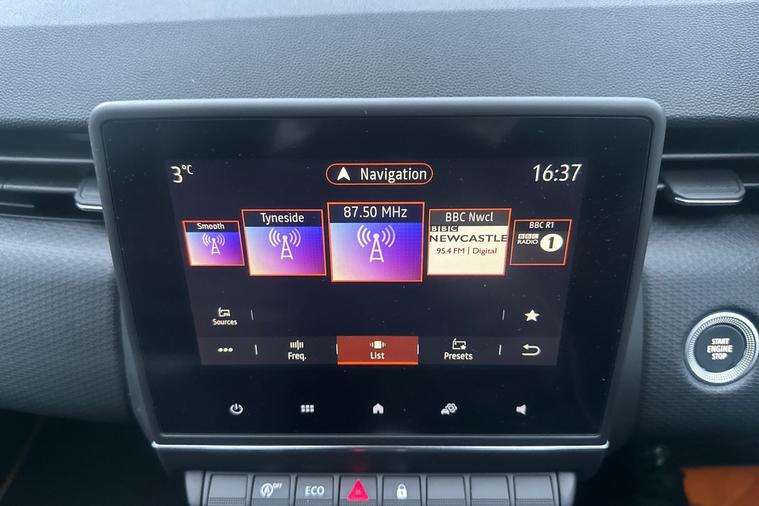 3°C
Navigation
16:37
Smooth
Tyneside
87.50 MHz
BBC Nwcl
BBC
NEWCASTLE
95.4 FM | Digital
BBC R1
BBC
RADIO 1
Sources
Freq.
List
Presets
START
ENGINE
STOP
OFF
ECO